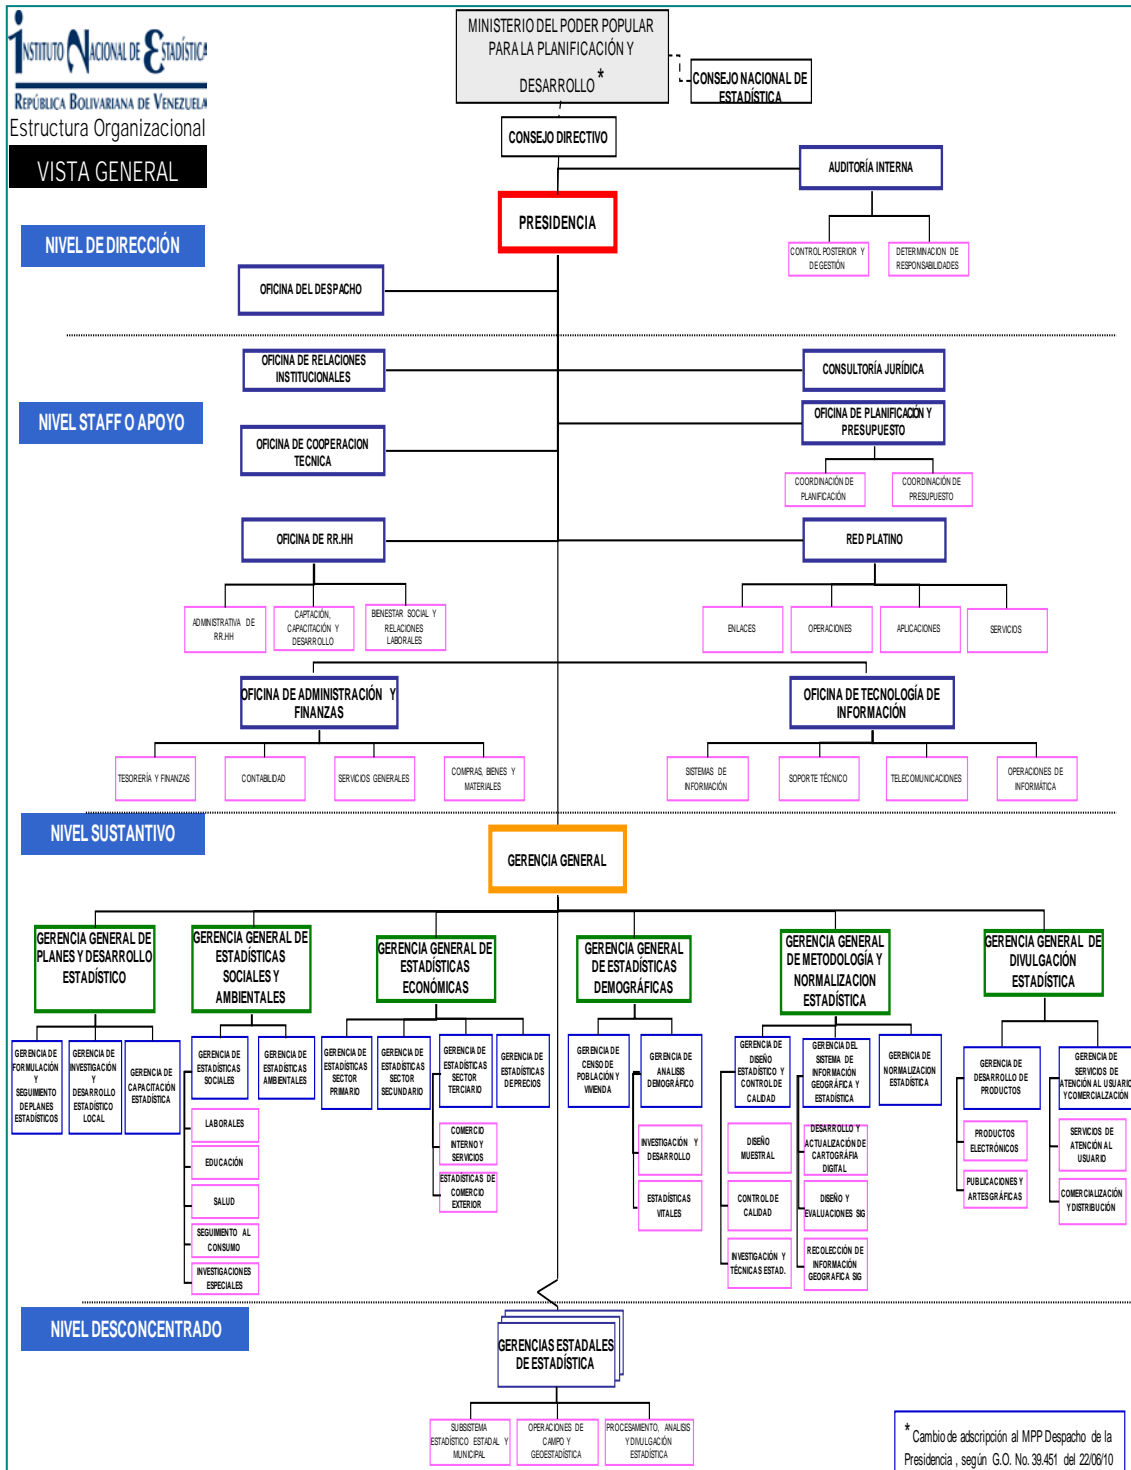 INSTITUTO NACIONAL DE ESTADÍSTICA
REPÚBLICA BOLIVARIANA DE VENEZUELA
Estructura Organizacional
VISTA GENERAL
MINISTERIO DEL PODER POPULAR
PARA LA PLANIFICACIÓN Y
DESARROLLO *
CONSEJO NACIONAL DE
ESTADÍSTICA
CONSEJO DIRECTIVO
AUDITORÍA INTERNA
PRESIDENCIA
NIVEL DE DIRECCIÓN
CONTROL POSTERIOR Y
DE GESTIÓN
DETERMINACION DE
RESPONSABILIDADES
OFICINA DEL DESPACHO
OFICINA DE RELACIONES
INSTITUCIONALES
CONSULTORÍA JURÍDICA
NIVEL STAFF O APOYO
OFICINA DE PLANIFICACIÓN Y
PRESUPUESTO
OFICINA DE COOPERACION
TECNICA
COORDINACIÓN DE
PLANIFICACIÓN
COORDINACIÓN DE
PRESUPUESTO
OFICINA DE RR.HH
RED PLATINO
ADMINISTRATIVA DE
RR.HH
CAPTACIÓN,
CAPACITACIÓN Y
DESARROLLO
BIENESTAR SOCIAL Y
RELACIONES
LABORALES
ENLACES
OPERACIONES
APLICACIONES
SERVICIOS
OFICINA DE ADMINISTRACIÓN Y
FINANZAS
OFICINA DE TECNOLOGÍA DE
INFORMACIÓN
TESORERÍA Y FINANZAS
CONTABILIDAD
SERVICIOS GENERALES
COMPRAS, BIENES Y
MATERIALES
SISTEMAS DE
INFORMACIÓN
SOPORTE TÉCNICO
TELECOMUNICACIONES
OPERACIONES DE
INFORMÁTICA
NIVEL SUSTANTIVO
GERENCIA GENERAL
GERENCIA GENERAL DE
PLANES Y DESARROLLO
ESTADÍSTICO
GERENCIA GENERAL DE
ESTADÍSTICAS
SOCIALES Y
AMBIENTALES
GERENCIA GENERAL DE
ESTADÍSTICAS
ECONÓMICAS
GERENCIA GENERAL
DE ESTADÍSTICAS
DEMOGRÁFICAS
GERENCIA GENERAL
DE METODOLOGÍA Y
NORMALIZACION
ESTADÍSTICA
GERENCIA GENERAL DE
DIVULGACIÓN
ESTADÍSTICA
GERENCIA DE
FORMULACIÓN
Y
SEGUIMIENTO
DE PLANES
ESTADÍSTICOS
GERENCIA DE
INVESTIGACIÓN
Y
DESARROLLO
ESTADÍSTICO
LOCAL
GERENCIA DE
CAPACITACIÓN
ESTADÍSTICA
GERENCIA DE
ESTADÍSTICAS
SOCIALES
GERENCIA DE
ESTADÍSTICAS
AMBIENTALES
GERENCIA DE
ESTADÍSTICAS
SECTOR
PRIMARIO
GERENCIA DE
ESTADÍSTICAS
SECTOR
SECUNDARIO
GERENCIA DE
ESTADÍSTICAS
SECTOR
TERCIARIO
GERENCIA DE
ESTADÍSTICAS
DE PRECIOS
GERENCIA DE
CENSO DE
POBLACIÓN Y
VIVIENDA
GERENCIA DE
ANALISIS
DEMOGRÁFICO
GERENCIA DE
DISEÑO
ESTADÍSTICO Y
CONTROL DE
CALIDAD
GERENCIA DEL
SISTEMA DE
INFORMACIÓN
GEOGRÁFICA Y
ESTADÍSTICA
GERENCIA DE
NORMALIZACIÓN
ESTADÍSTICA
GERENCIA DE
DESARROLLO DE
PRODUCTOS
GERENCIA DE
SERVICIOS DE
ATENCIÓN AL USUARIO
Y COMERCIALIZACIÓN
LABORALES
EDUCACIÓN
SALUD
SEGUIMIENTO AL
CONSUMO
INVESTIGACIONES
ESPECIALES
COMERCIO
INTERNO Y
SERVICIOS
ESTADÍSTICAS DE
COMERCIO
EXTERIOR
INVESTIGACIÓN Y
DESARROLLO
ESTADÍSTICAS
VITALES
DISEÑO
MUESTRAL
CONTROL DE
CALIDAD
INVESTIGACIÓN Y
TÉCNICAS ESTAD.
DESARROLLO Y
ACTUALIZACIÓN DE
CARTOGRÁFIA
DIGITAL
DISEÑO Y
EVALUACIONES SIG
RECOLECCIÓN DE
INFORMACIÓN
GEOGRAFICA SIG
PRODUCTOS
ELECTRÓNICOS
PUBLICACIONES Y
ARTES GRÁFICAS
SERVICIOS DE
ATENCIÓN AL
USUARIO
COMERCIALIZACIÓN
Y DISTRIBUCIÓN
NIVEL DESCONCENTRADO
GERENCIAS ESTADALES
DE ESTADÍSTICA
SUBSISTEMA
ESTADÍSTICO ESTADAL Y
MUNICIPAL
OPERACIONES DE
CAMPO Y
GEOESTADÍSTICA
PROCESAMIENTO, ANALISIS
Y DIVULGACIÓN
ESTADÍSTICA
* Cambio de adscripción al MPP Despacho de la
Presidencia , según G.O. No. 39.451 del 22/06/10